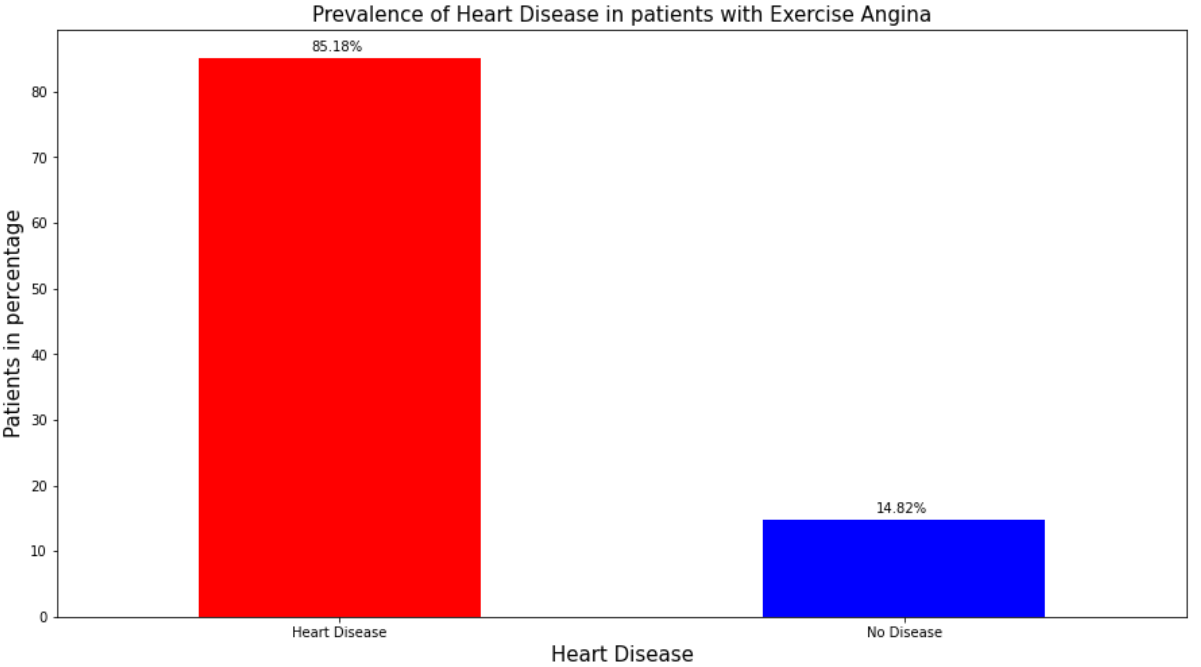 Prevalence of Heart Disease in patients with Exercise Angina
85.18%
80
70
60
50
40
30
20
14.82%
10
0
Patients in percentage
Heart Disease
No Disease
Heart Disease